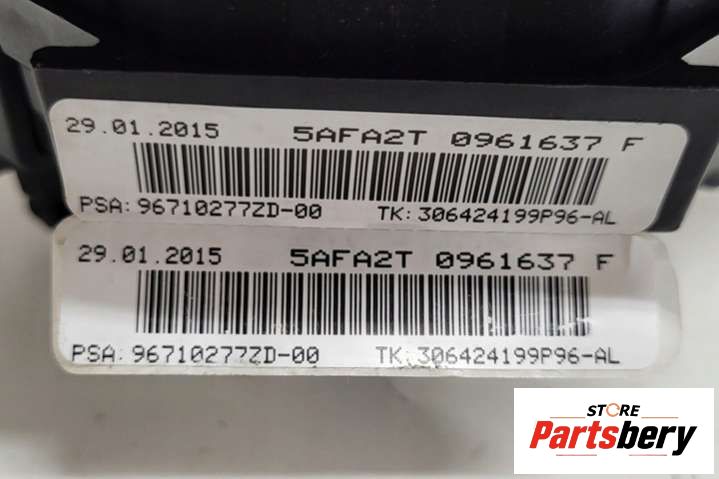 29.01.2015 5AFA2T 0961637 F
PSA: 96710277ZD-00 TK: 306424199P96-AL
29.01.2015 5AFA2T 0961637 F
PSA: 96710277ZD-00 TK: 306424199P96-AL
STORE
Partsbery